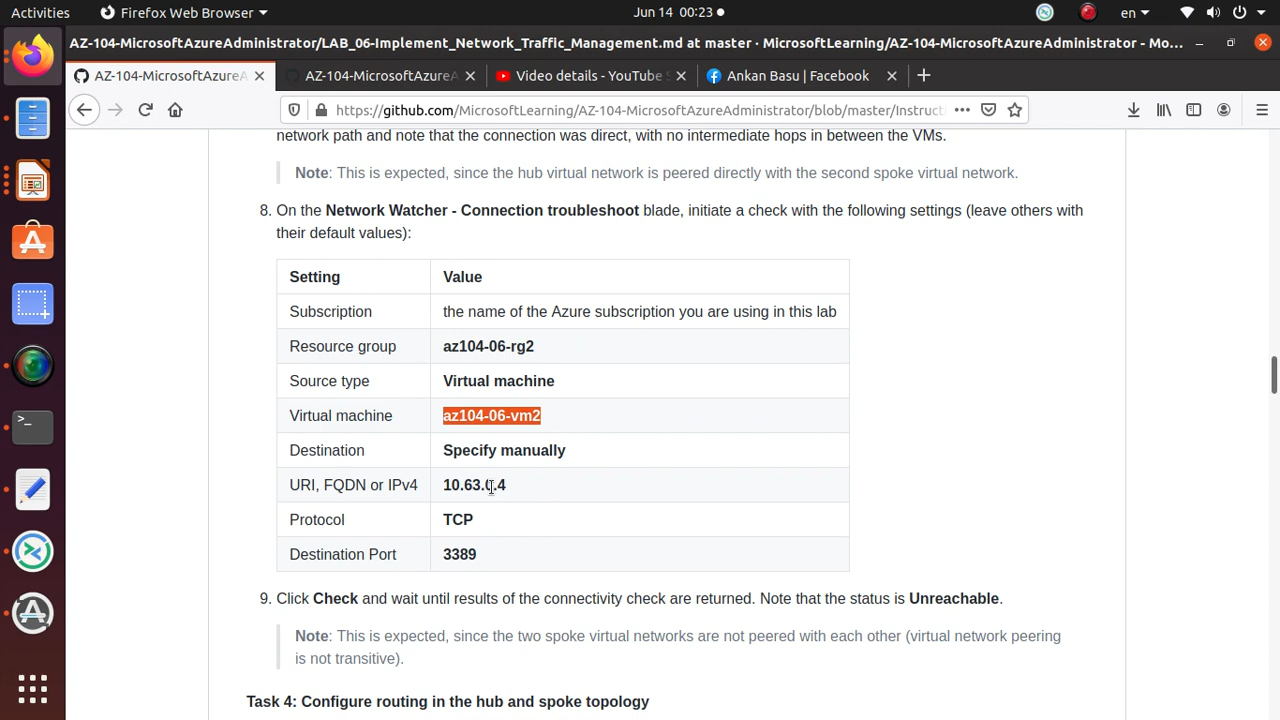 Activities
Firefox Web Browser
Jun 14 00:23
en
AZ-104-MicrosoftAzureAdministrator/LAB_06-Implement_Network_Traffic_Management.md at master · MicrosoftLearning/AZ-104-MicrosoftAzureAdministrator - Mo...
AZ-104-MicrosoftAzureA
AZ-104-MicrosoftAzureA
Video details - YouTube S
Ankan Basu | Facebook
https://github.com/MicrosoftLearning/AZ-104-MicrosoftAzureAdministrator/blob/master/Instructi
network path and note that the connection was direct, with no intermediate hops in between the VMs.
Note: This is expected, since the hub virtual network is peered directly with the second spoke virtual network.
8. On the Network Watcher - Connection troubleshoot blade, initiate a check with the following settings (leave others with
their default values):
Setting Value
Subscription the name of the Azure subscription you are using in this lab
Resource group az104-06-rg2
Source type Virtual machine
Virtual machine az104-06-vm2
Destination Specify manually
URI, FQDN or IPv4 10.63.0.4
Protocol TCP
Destination Port 3389
9. Click Check and wait until results of the connectivity check are returned. Note that the status is Unreachable.
Note: This is expected, since the two spoke virtual networks are not peered with each other (virtual network peering
is not transitive).
Task 4: Configure routing in the hub and spoke topology